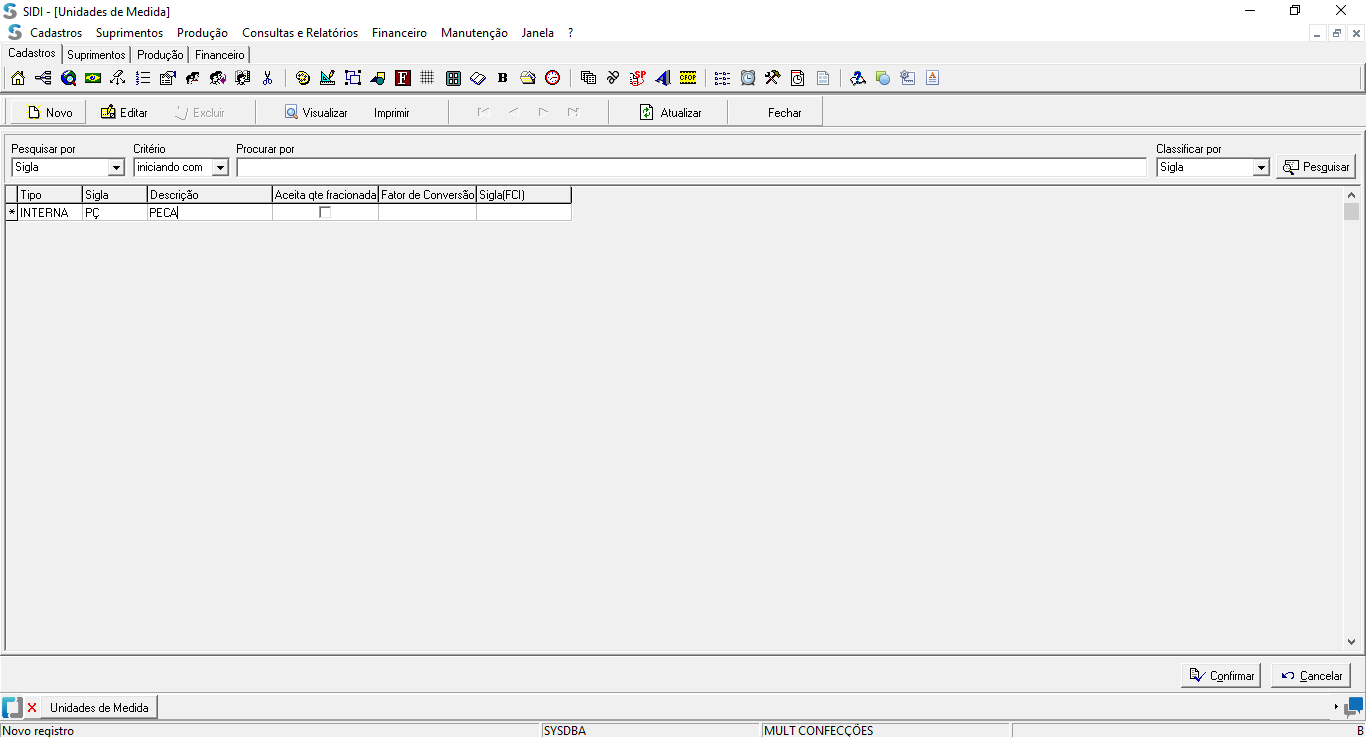 SIDI - [Unidades de Medida]
Cadastros Suprimentos Produção Consultas e Relatórios Financeiro Manutenção Janela ?
Cadastros Suprimentos Produção Financeiro
F B SP CFOP A
Novo Editar Excluir Visualizar Imprimir Atualizar Fechar
Pesquisar por Critério Procurar por Classificar por
Sigla iniciando com Sigla Pesquisar
Tipo Sigla Descrição Aceita qte fracionada Fator de Conversão Sigla(FCI)
* INTERNA PÇ PECA
Confirmar Cancelar
Unidades de Medida
Novo registro SYSDBA MULT CONFECÇÕES B